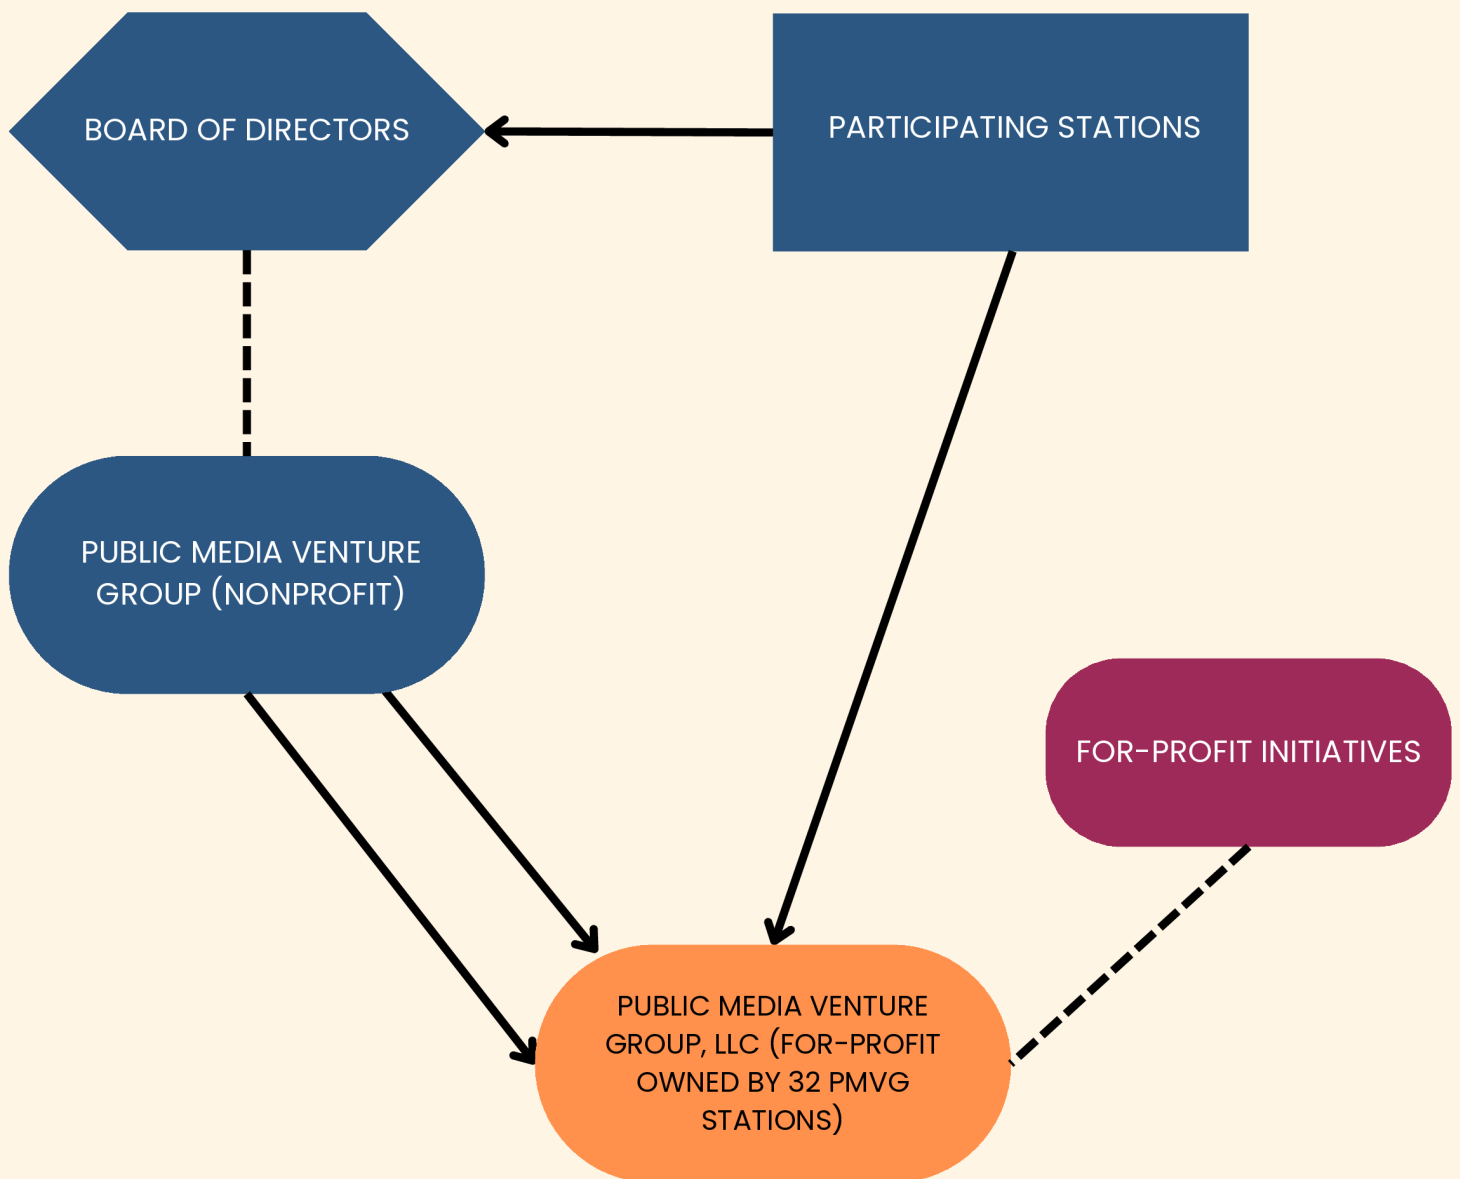 BOARD OF DIRECTORS
PARTICIPATING STATIONS
PUBLIC MEDIA VENTURE
GROUP (NONPROFIT)
FOR-PROFIT INITIATIVES
PUBLIC MEDIA VENTURE
GROUP, LLC (FOR-PROFIT
OWNED BY 32 PMVG
STATIONS)